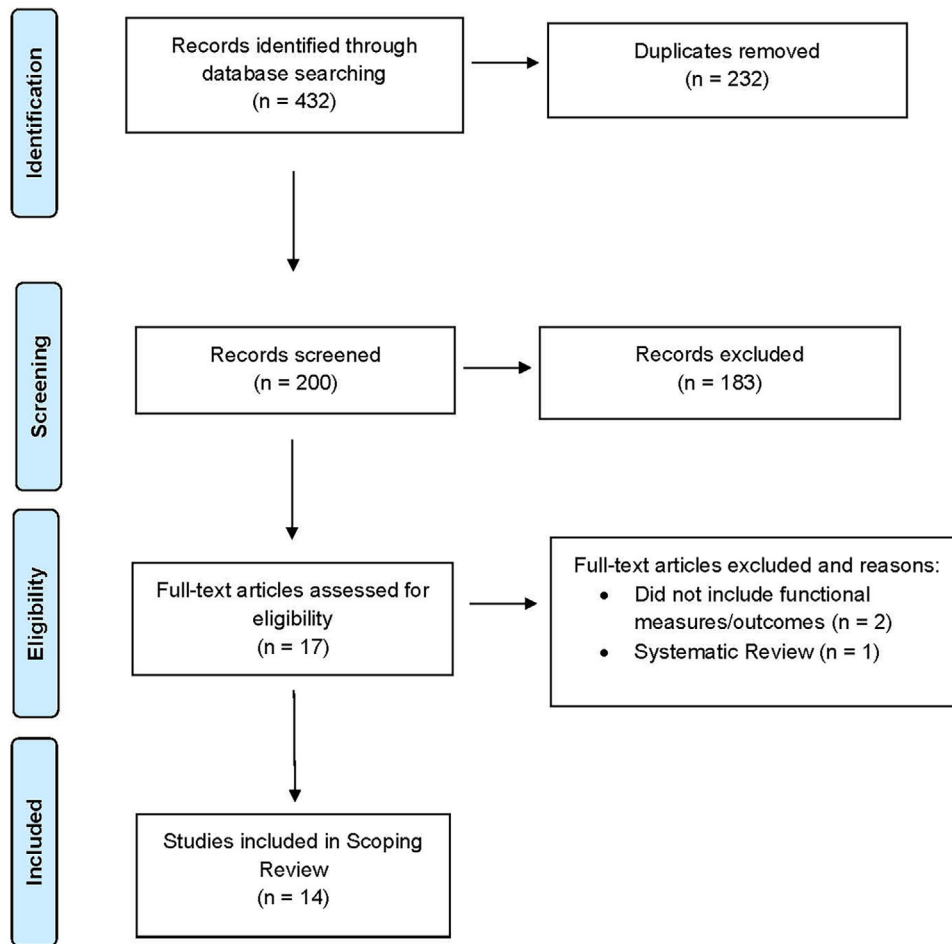 Identification
Records identified through
database searching
(n = 432)
Duplicates removed
(n = 232)
Screening
Records screened
(n = 200)
Records excluded
(n = 183)
Eligibility
Full-text articles assessed for
eligibility
(n = 17)
Full-text articles excluded and reasons:
• Did not include functional
measures/outcomes (n = 2)
• Systematic Review (n = 1)
Included
Studies included in Scoping
Review
(n = 14)